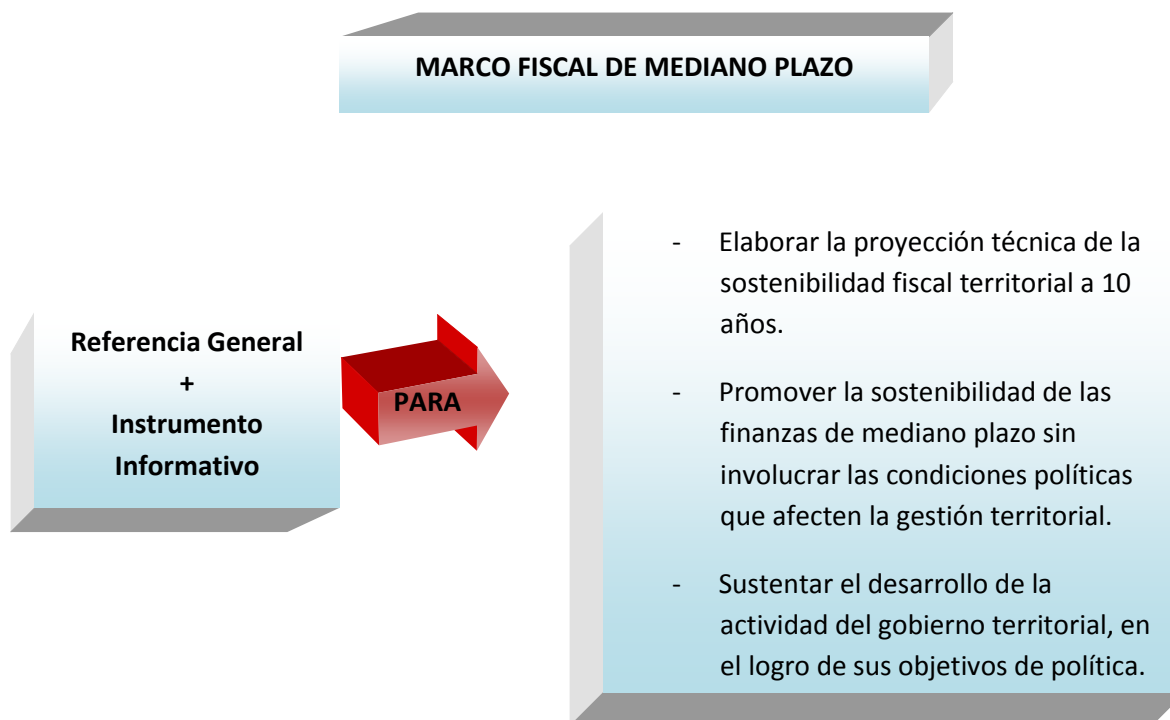 MARCO FISCAL DE MEDIANO PLAZO
Referencia General
+
Instrumento
Informativo
PARA
- Elaborar la proyección técnica de la
sostenibilidad fiscal territorial a 10
años.
- Promover la sostenibilidad de las
finanzas de mediano plazo sin
involucrar las condiciones políticas
que afecten la gestión territorial.
- Sustentar el desarrollo de la
actividad del gobierno territorial, en
el logro de sus objetivos de política.